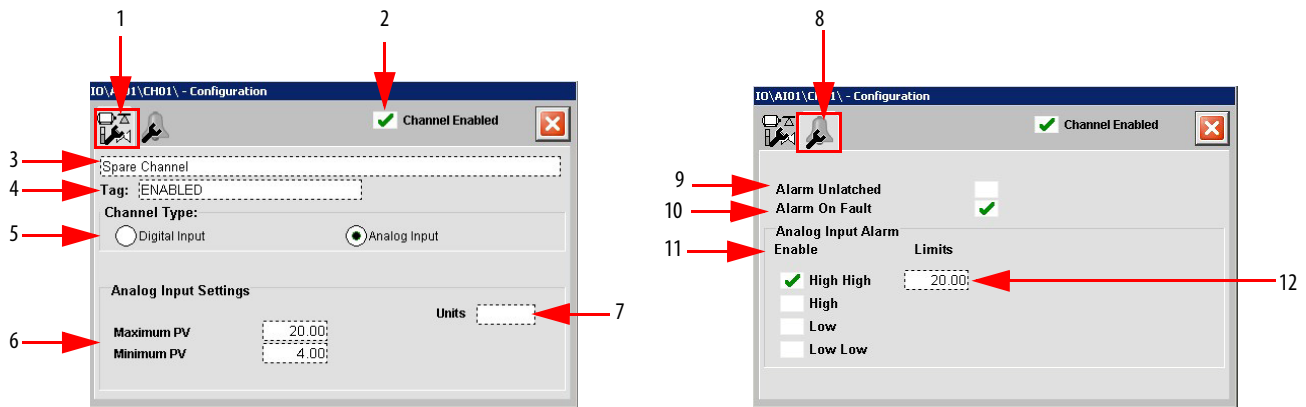 1
2
8
IO\AI01\CH01\ - Configuration
Channel Enabled
3
Spare Channel
4
Tag: ENABLED
Channel Type:
5
Digital Input
Analog Input
Analog Input Settings
Units
7
6
Maximum PV 20.00
Minimum PV 4.00
IO\AI01\CH01\ - Configuration
Channel Enabled
9
Alarm Unlatched
10
Alarm On Fault
Analog Input Alarm
11
Enable Limits
High High 20.00
12
High
Low
Low Low